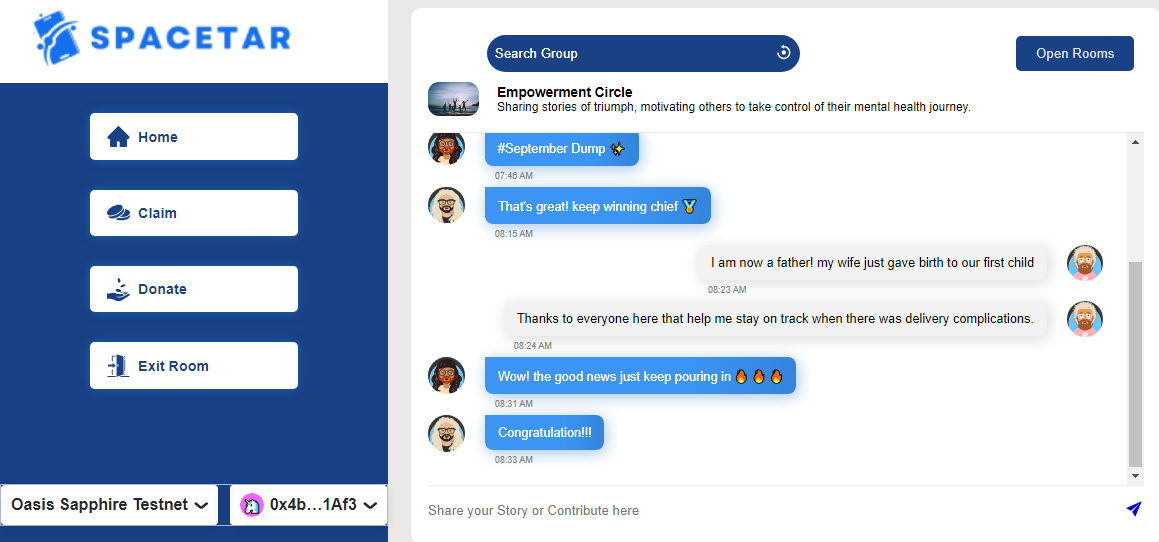 SPACETAR
Home
Claim
Donate
Exit Room
Oasis Sapphire Testnet
0x4b...1Af3
Search Group
Open Rooms
Empowerment Circle
Sharing stories of triumph, motivating others to take control of their mental health journey.
#September Dump ✨
07:46 AM
That's great! keep winning chief 🏅
08:15 AM
I am now a father! my wife just gave birth to our first child
08:23 AM
Thanks to everyone here that help me stay on track when there was delivery complications.
08:24 AM
Wow! the good news just keep pouring in 🔥 🔥 🔥
08:31 AM
Congratulation!!!
08:33 AM
Share your Story or Contribute here